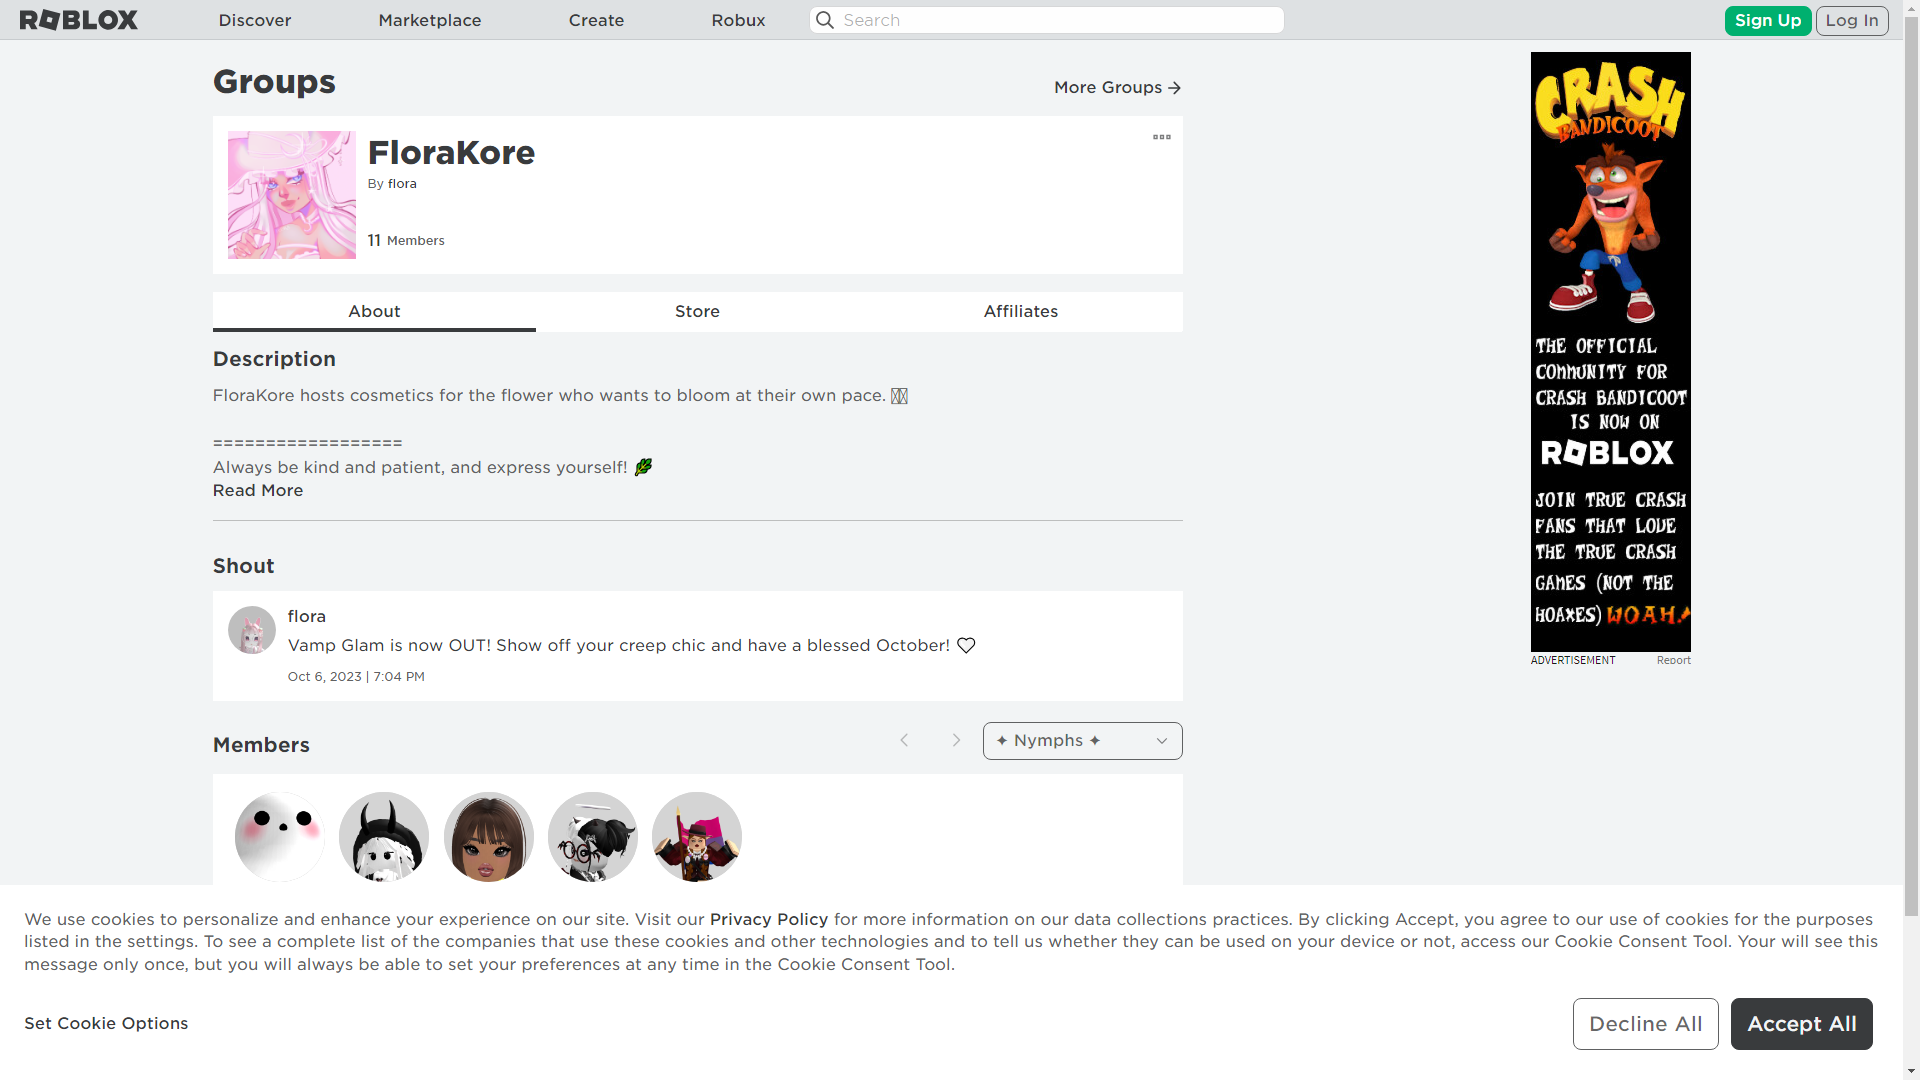 ROBLOX
Discover
Marketplace
Create
Robux
Search
Sign Up
Log In
Groups
More Groups →
FloraKore
By flora
11 Members
About
Store
Affiliates
Description
FloraKore hosts cosmetics for the flower who wants to bloom at their own pace.
==================
Always be kind and patient, and express yourself! 🌿
Read More
Shout
flora
Vamp Glam is now OUT! Show off your creep chic and have a blessed October! ♡
Oct 6, 2023 | 7:04 PM
Members
✦ Nymphs ✦
CRASH
BANDICOOT
THE OFFICIAL
COMMUNITY FOR
CRASH BANDICOOT
IS NOW ON
ROBLOX
JOIN TRUE CRASH
FANS THAT LOVE
THE TRUE CRASH
GAMES (NOT THE
HOAXES) WOAH!
ADVERTISEMENT
Report
We use cookies to personalize and enhance your experience on our site. Visit our Privacy Policy for more information on our data collections practices. By clicking Accept, you agree to our use of cookies for the purposes
listed in the settings. To see a complete list of the companies that use these cookies and other technologies and to tell us whether they can be used on your device or not, access our Cookie Consent Tool. Your will see this
message only once, but you will always be able to set your preferences at any time in the Cookie Consent Tool.
Set Cookie Options
Decline All
Accept All